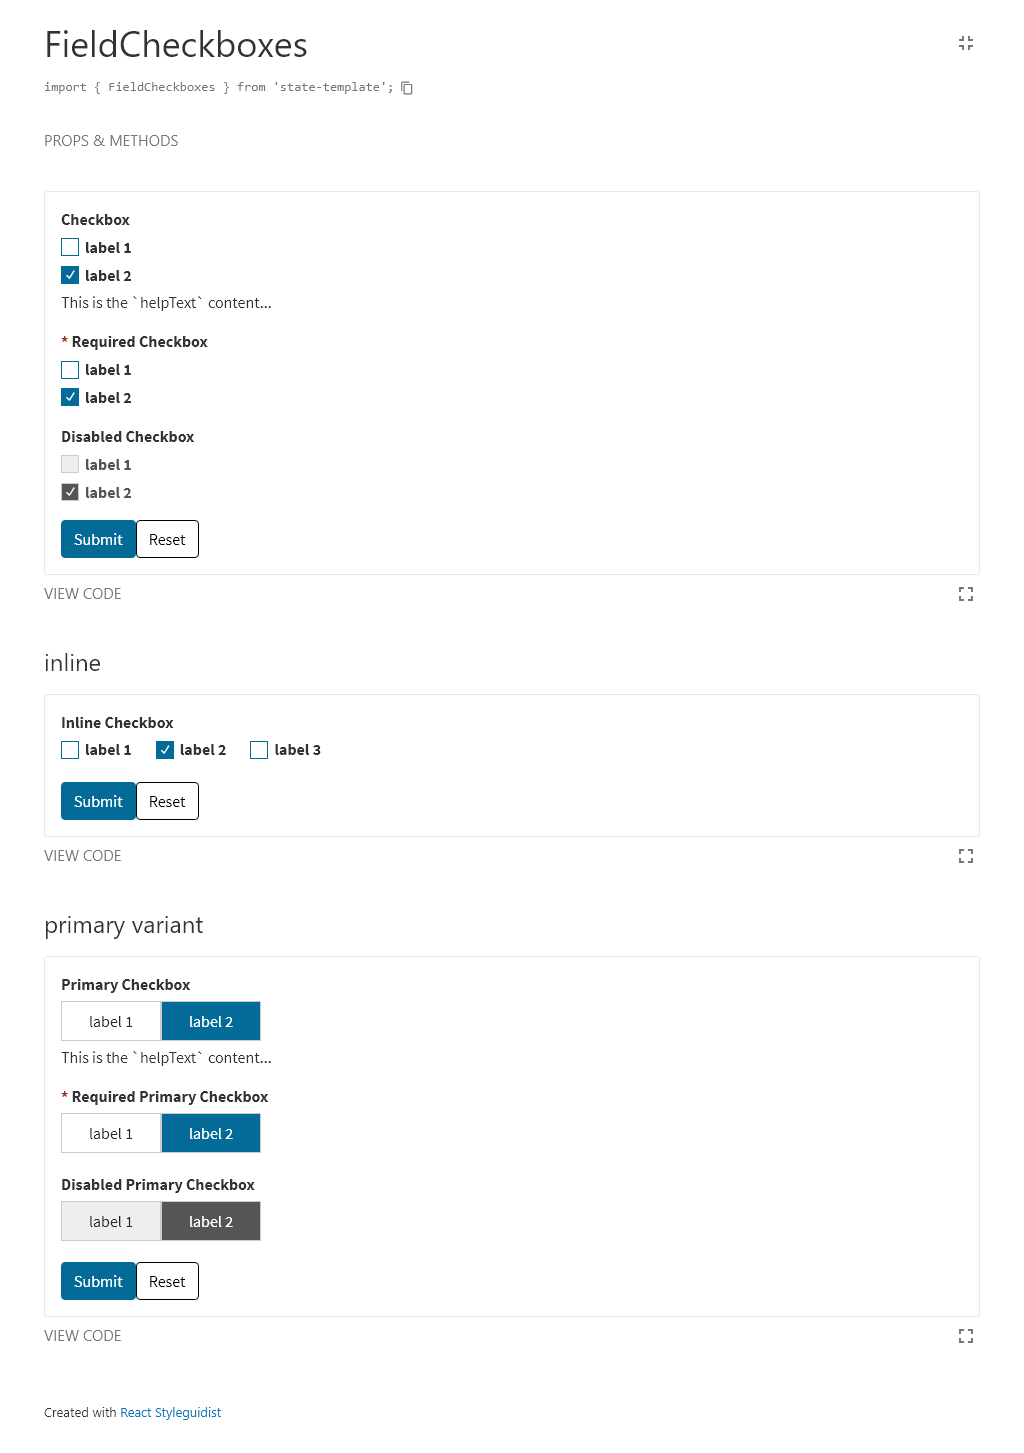 FieldCheckboxes
import { FieldCheckboxes } from 'state-template';
PROPS & METHODS
Checkbox
label 1
label 2
This is the `helpText` content...
* Required Checkbox
label 1
label 2
Disabled Checkbox
label 1
label 2
Submit Reset
VIEW CODE
inline
Inline Checkbox
label 1 label 2 label 3
Submit Reset
VIEW CODE
primary variant
Primary Checkbox
label 1 label 2
This is the `helpText` content...
* Required Primary Checkbox
label 1 label 2
Disabled Primary Checkbox
label 1 label 2
Submit Reset
VIEW CODE
Created with React Styleguidist